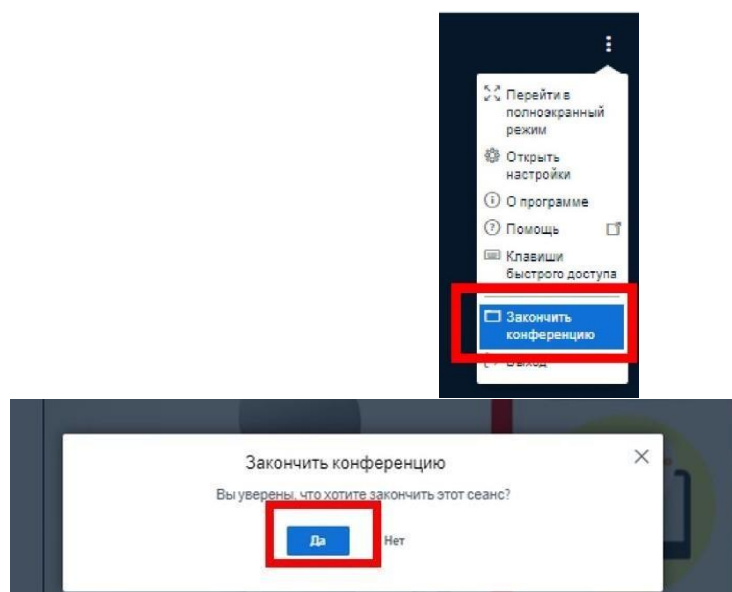 Перейти в
полноэкранный
режим
Открыть
настройки
О программе
Помощь
Клавиши
быстрого доступа
Закончить
конференцию
Выход
Закончить конференцию
Вы уверены, что хотите закончить этот сеанс?
Да
Нет